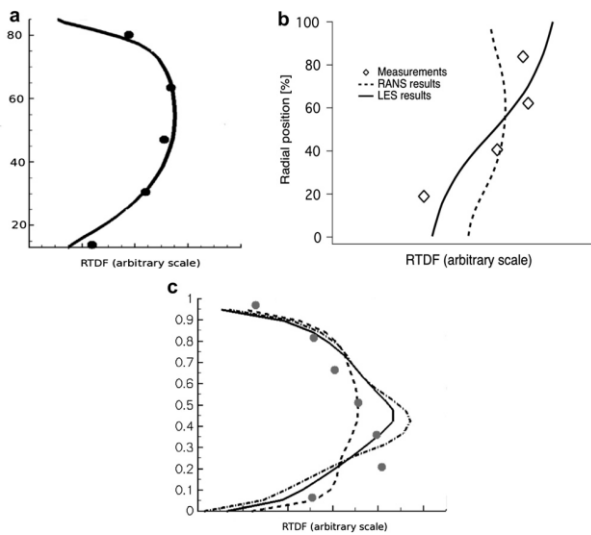 a
80
60
40
20
RTDF (arbitrary scale)
b
Radial position [%]
100
80
60
40
20
0
Measurements
RANS results
LES results
RTDF (arbitrary scale)
c
1
0.9
0.8
0.7
0.6
0.5
0.4
0.3
0.2
0.1
0
RTDF (arbitrary scale)